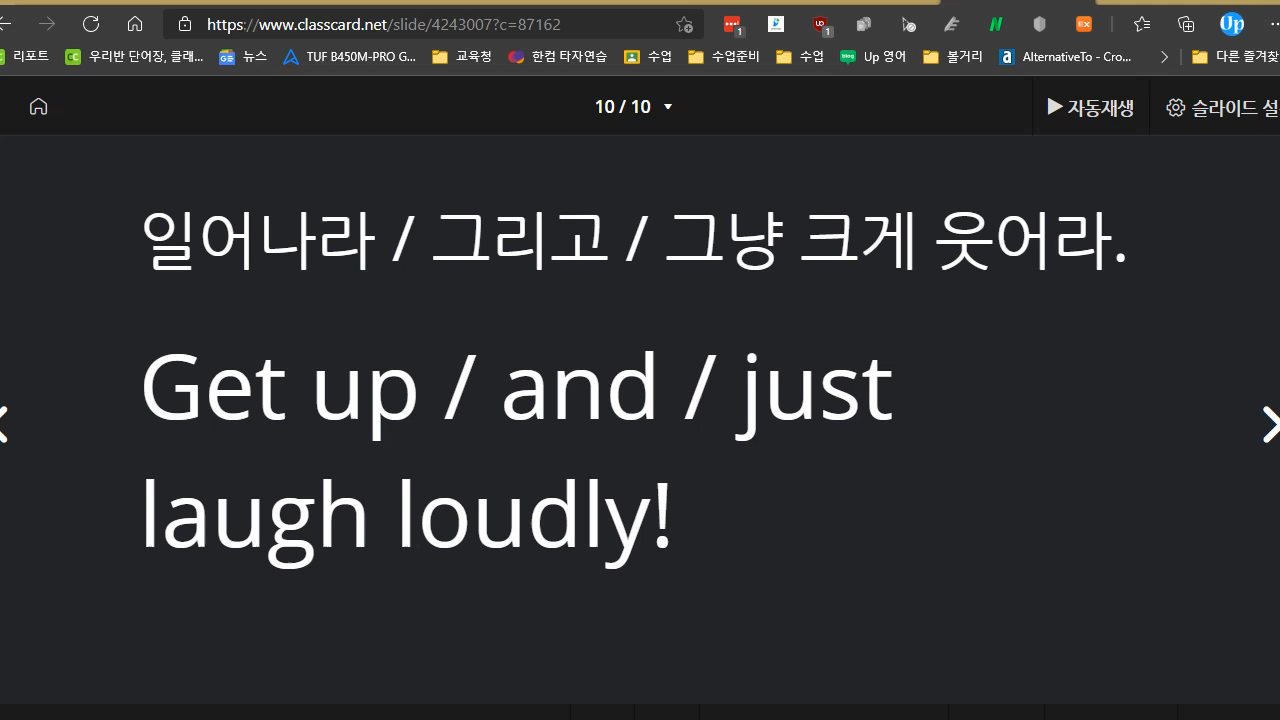 https://www.classcard.net/slide/4243007?c=87162
리포트 우리반 단어장, 클래... 뉴스 TUF B450M-PRO G... 교육청 한컴 타자연습 수업 수업준비 수업 Up 영어 볼거리 AlternativeTo - Cro... 다른 즐겨찾
10 / 10 자동재생 슬라이드 설
일어나라 / 그리고 / 그냥 크게 웃어라.
Get up / and / just
laugh loudly!